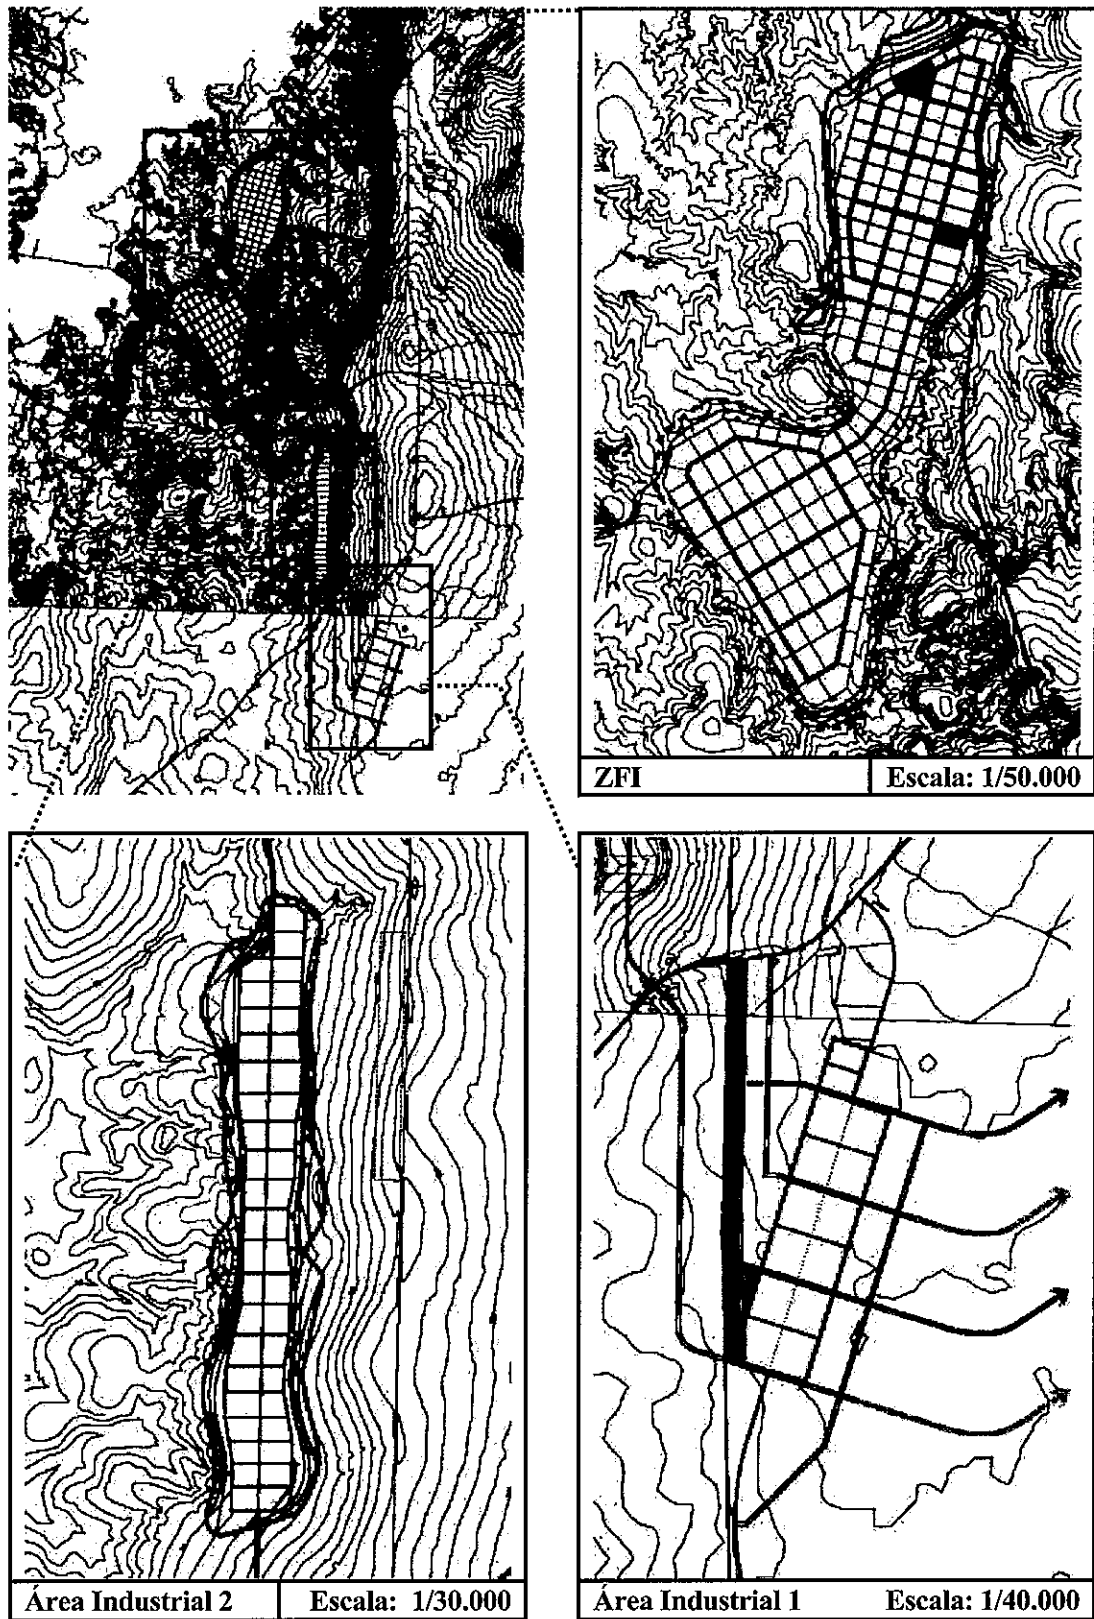 ZFI
Escala: 1/50.000
Área Industrial 2
Escala: 1/30.000
Área Industrial 1
Escala: 1/40.000